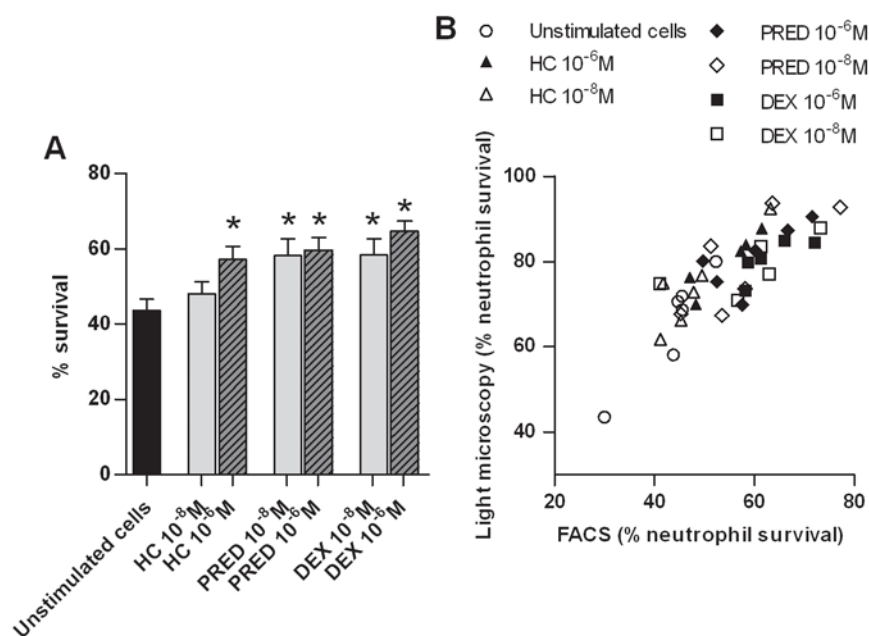 A
% survival
80
60
40
20
0
* * * * *
Unstimulated cells
HC 10⁻⁸M
HC 10⁻⁶M
PRED 10⁻⁸M
PRED 10⁻⁶M
DEX 10⁻⁸M
DEX 10⁻⁶M
B
Unstimulated cells
HC 10⁻⁶M
HC 10⁻⁸M
PRED 10⁻⁶M
PRED 10⁻⁸M
DEX 10⁻⁶M
DEX 10⁻⁸M
Light microscopy (% neutrophil survival)
100
80
60
40
20 40 60 80
FACS (% neutrophil survival)